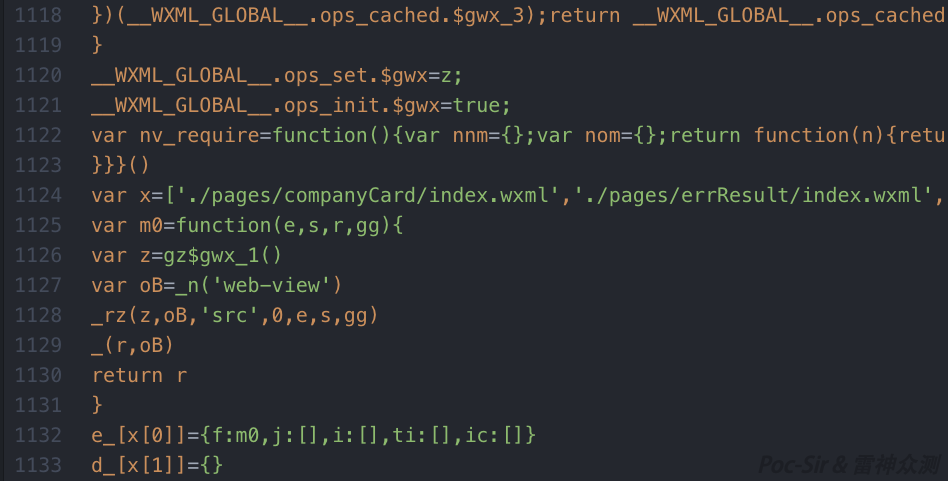 1118 })(__WXML_GLOBAL__.ops_cached.$gwx_3);return __WXML_GLOBAL__.ops_cached
1119 }
1120 __WXML_GLOBAL__.ops_set.$gwx=z;
1121 __WXML_GLOBAL__.ops_init.$gwx=true;
1122 var nv_require=function(){var nnm={};var nom={};return function(n){retu
1123 }}}()
1124 var x=['./pages/companyCard/index.wxml','./pages/errResult/index.wxml',
1125 var m0=function(e,s,r,gg){
1126 var z=gz$gwx_1()
1127 var oB=_n('web-view')
1128 _rz(z,oB,'src',0,e,s,gg)
1129 _(r,oB)
1130 return r
1131 }
1132 e_[x[0]]={f:m0,j:[],i:[],ti:[],ic:[]}
1133 d_[x[1]]={}
Poc-Sir & 雷神众测